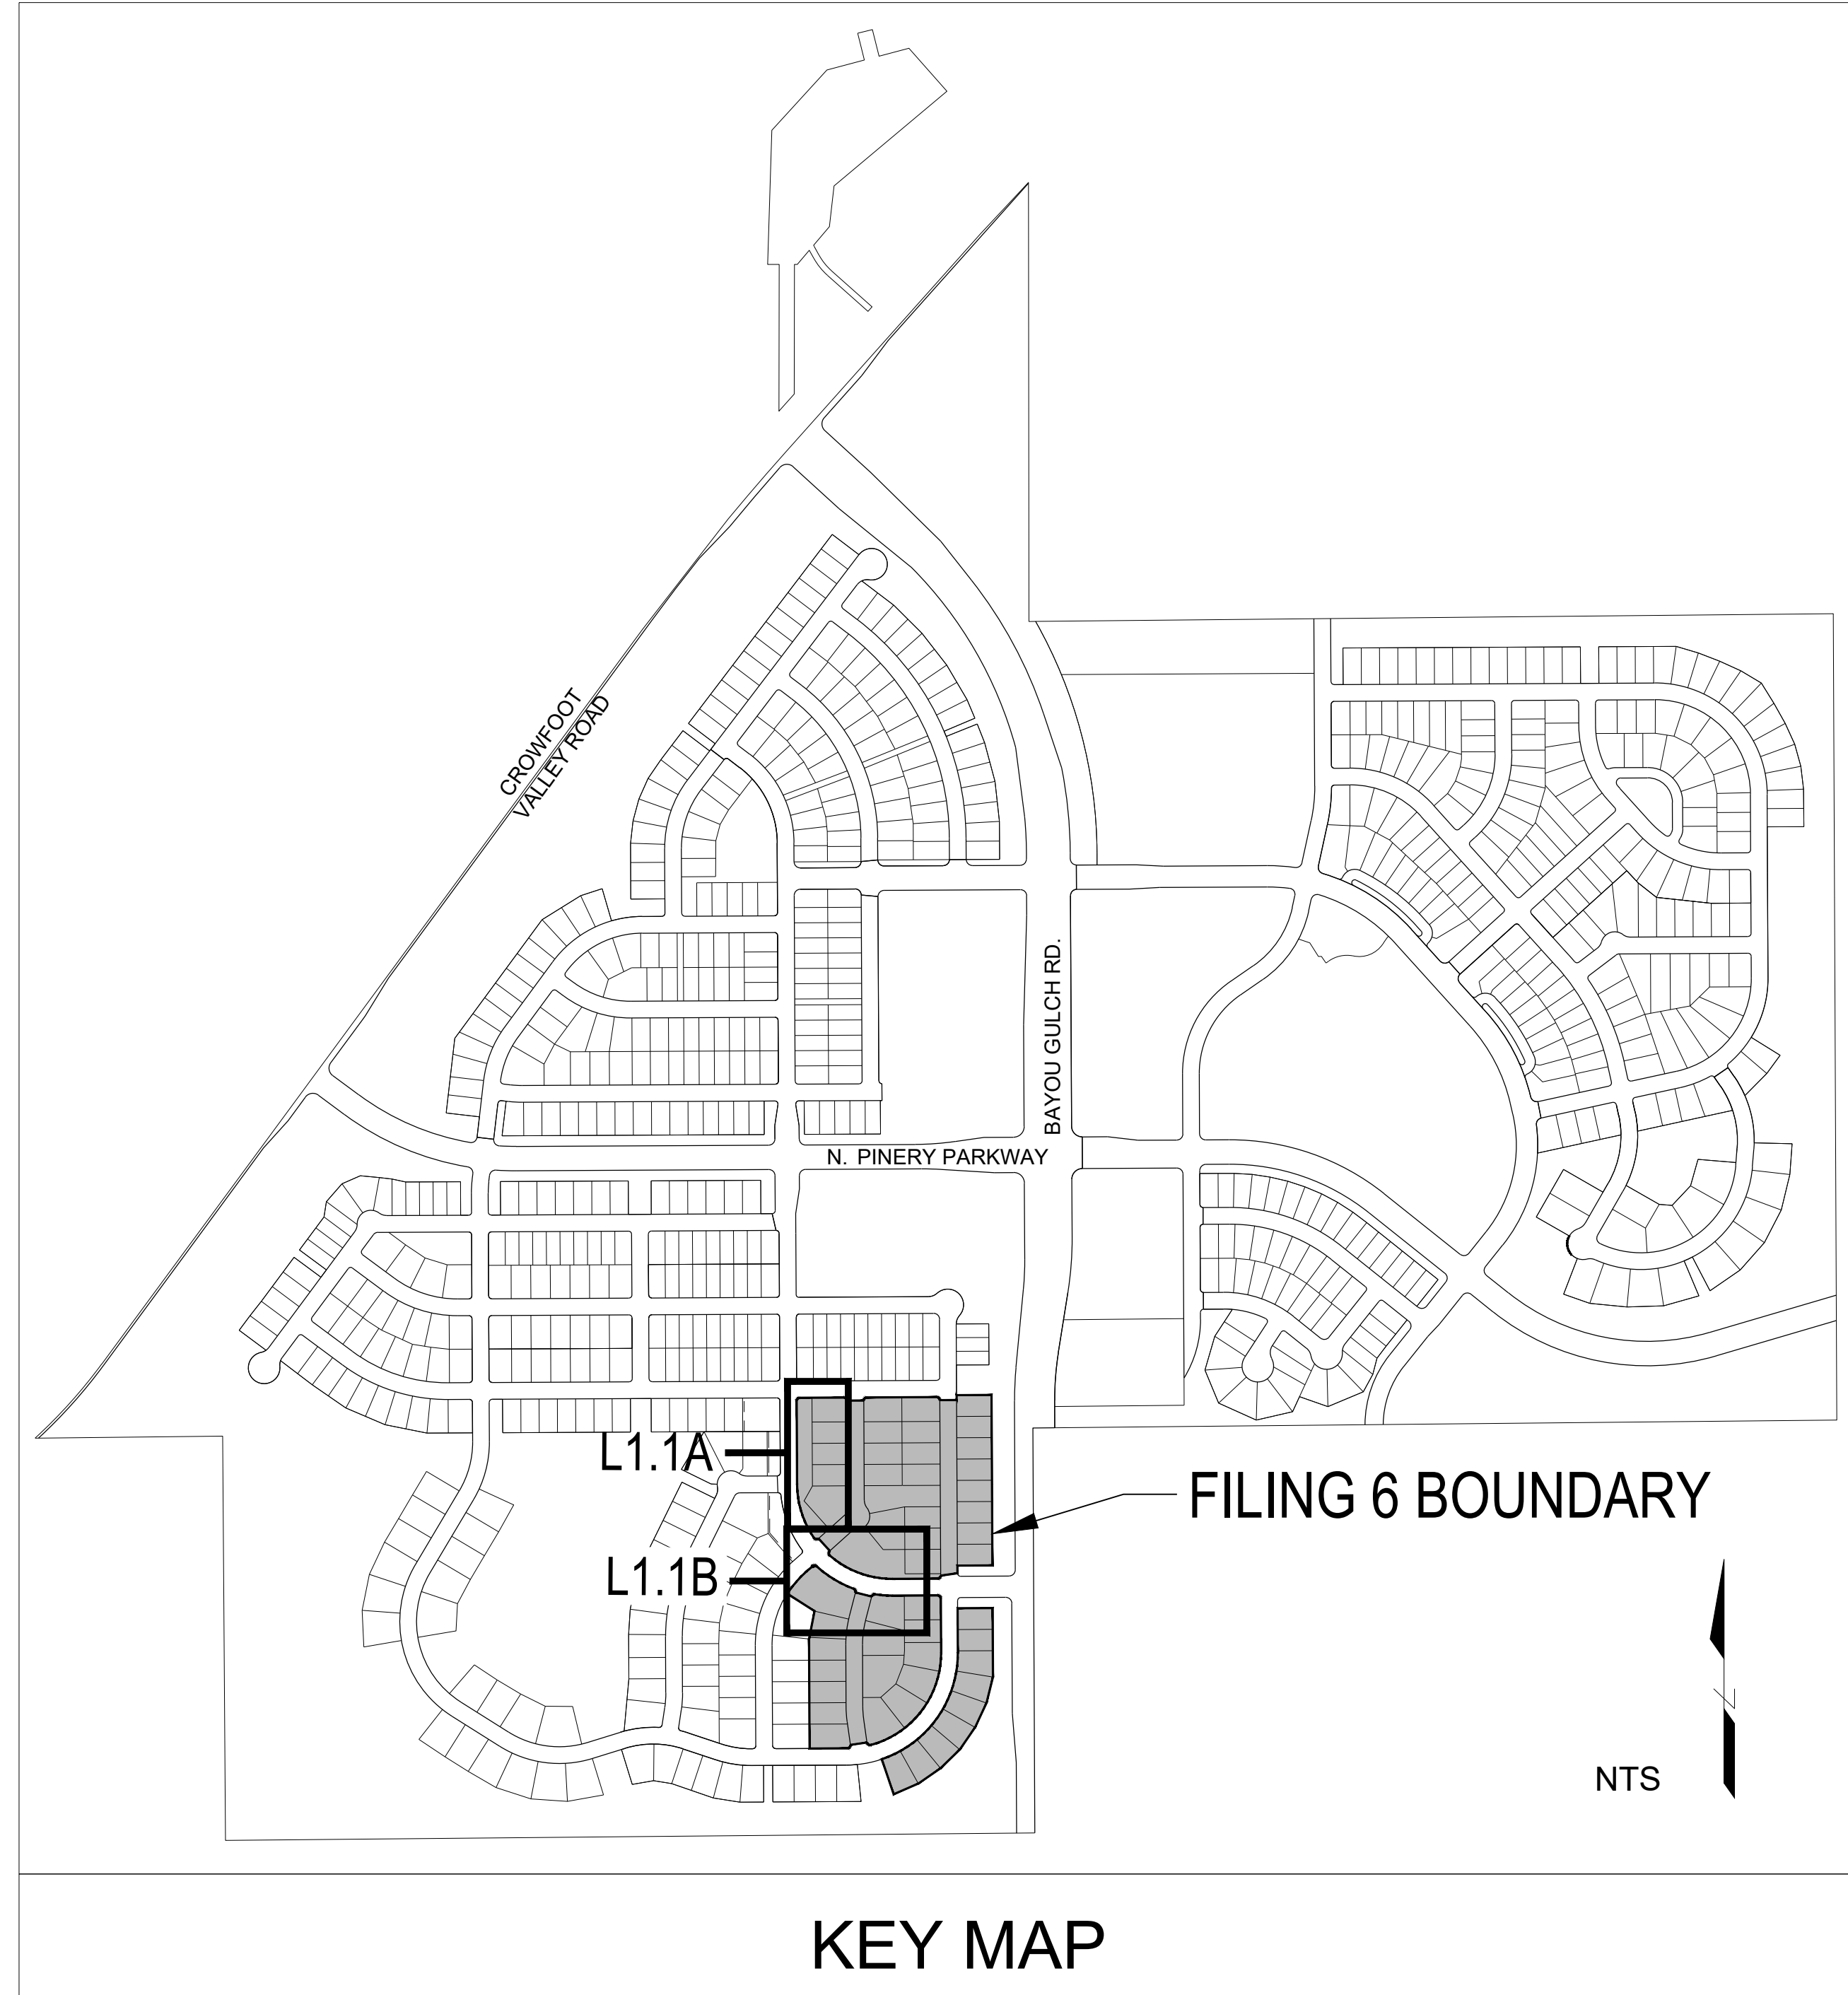 CROWFOOT
VALLEY ROAD
BAYOU GULCH RD.
N. PINERY PARKWAY
L1.1A
FILING 6 BOUNDARY
L1.1B
NTS
KEY MAP